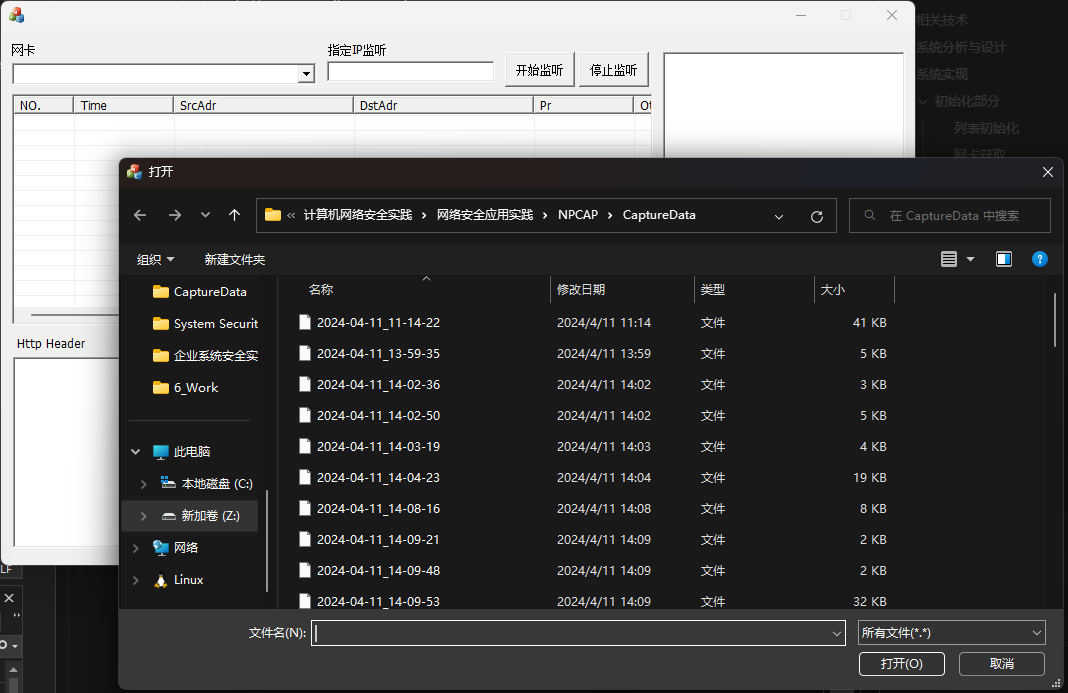 网卡
指定IP监听
开始监听
停止监听
NO. Time SrcAdr DstAdr Pr
Http Header
相关技术
系统分析与设计
系统实现
初始化部分
列表初始化
网卡获取
打开
« 计算机网络安全实践 › 网络安全应用实践 › NPCAP › CaptureData
在 CaptureData 中搜索
组织 新建文件夹
CaptureData
System Securit
企业系统安全实
6_Work
此电脑
本地磁盘 (C:)
新加卷 (Z:)
网络
Linux
名称 修改日期 类型 大小
2024-04-11_11-14-22 2024/4/11 11:14 文件 41 KB
2024-04-11_13-59-35 2024/4/11 13:59 文件 5 KB
2024-04-11_14-02-36 2024/4/11 14:02 文件 3 KB
2024-04-11_14-02-50 2024/4/11 14:02 文件 5 KB
2024-04-11_14-03-19 2024/4/11 14:03 文件 4 KB
2024-04-11_14-04-23 2024/4/11 14:04 文件 19 KB
2024-04-11_14-08-16 2024/4/11 14:08 文件 8 KB
2024-04-11_14-09-21 2024/4/11 14:09 文件 2 KB
2024-04-11_14-09-48 2024/4/11 14:09 文件 2 KB
2024-04-11_14-09-53 2024/4/11 14:09 文件 32 KB
LF
文件名(N):
所有文件(*.*)
打开(O) 取消